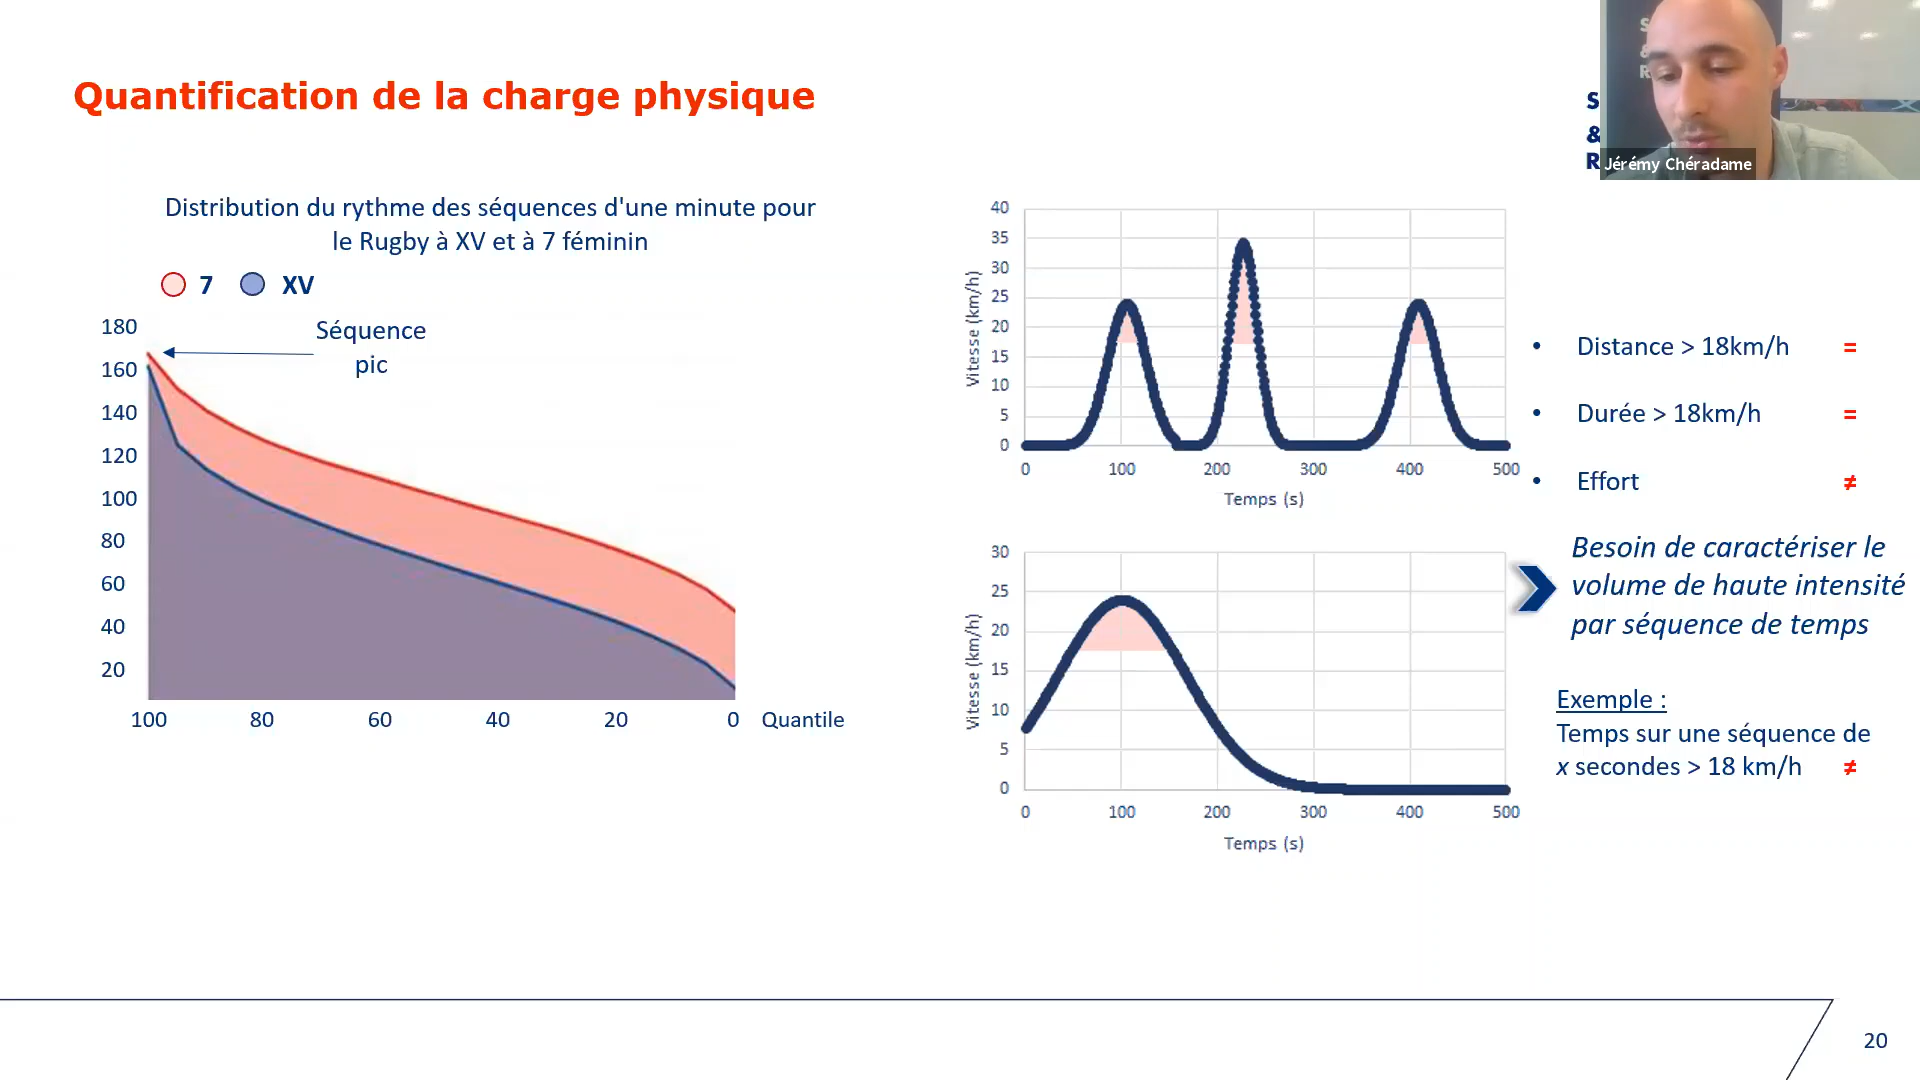 Quantification de la charge physique
S
&
R
S
&
R
Jérémy Chéradame
Distribution du rythme des séquences d'une minute pour
le Rugby à XV et à 7 féminin
7 XV
Séquence
pic
180
160
140
120
100
80
60
40
20
100 80 60 40 20 0 Quantile
40
35
30
25
20
15
10
5
0
Vitesse (km/h)
0 100 200 300 400 500
Temps (s)
30
25
20
15
10
5
0
Vitesse (km/h)
0 100 200 300 400 500
Temps (s)
• Distance > 18km/h =
• Durée > 18km/h =
• Effort ≠
Besoin de caractériser le
volume de haute intensité
par séquence de temps
Exemple :
Temps sur une séquence de
x secondes > 18 km/h ≠
20